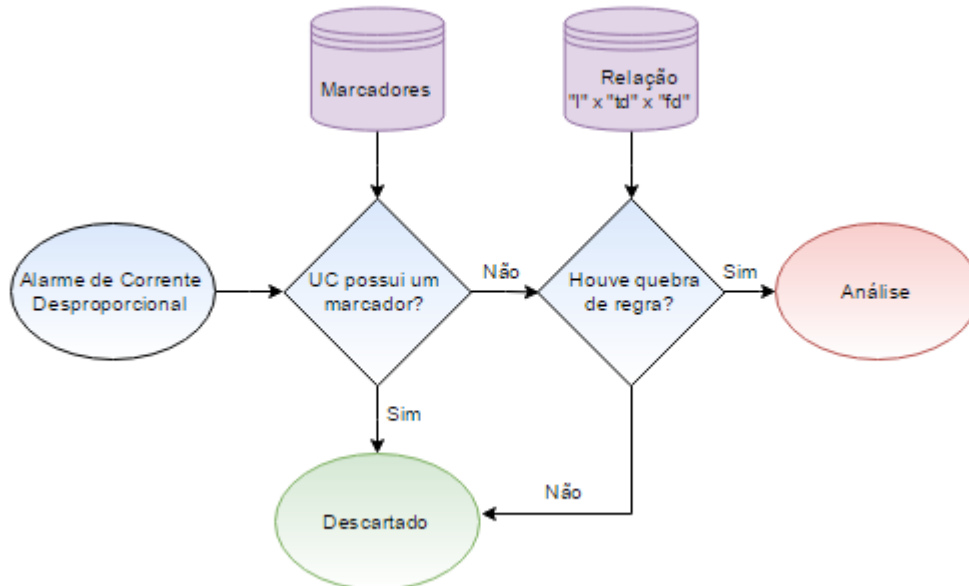 Marcadores
Relação
"I" x "td" x "fd"
Alarme de Corrente
Desproporcional
UC possui um
marcador?
Não
Houve quebra
de regra?
Sim
Análise
Sim
Não
Descartado